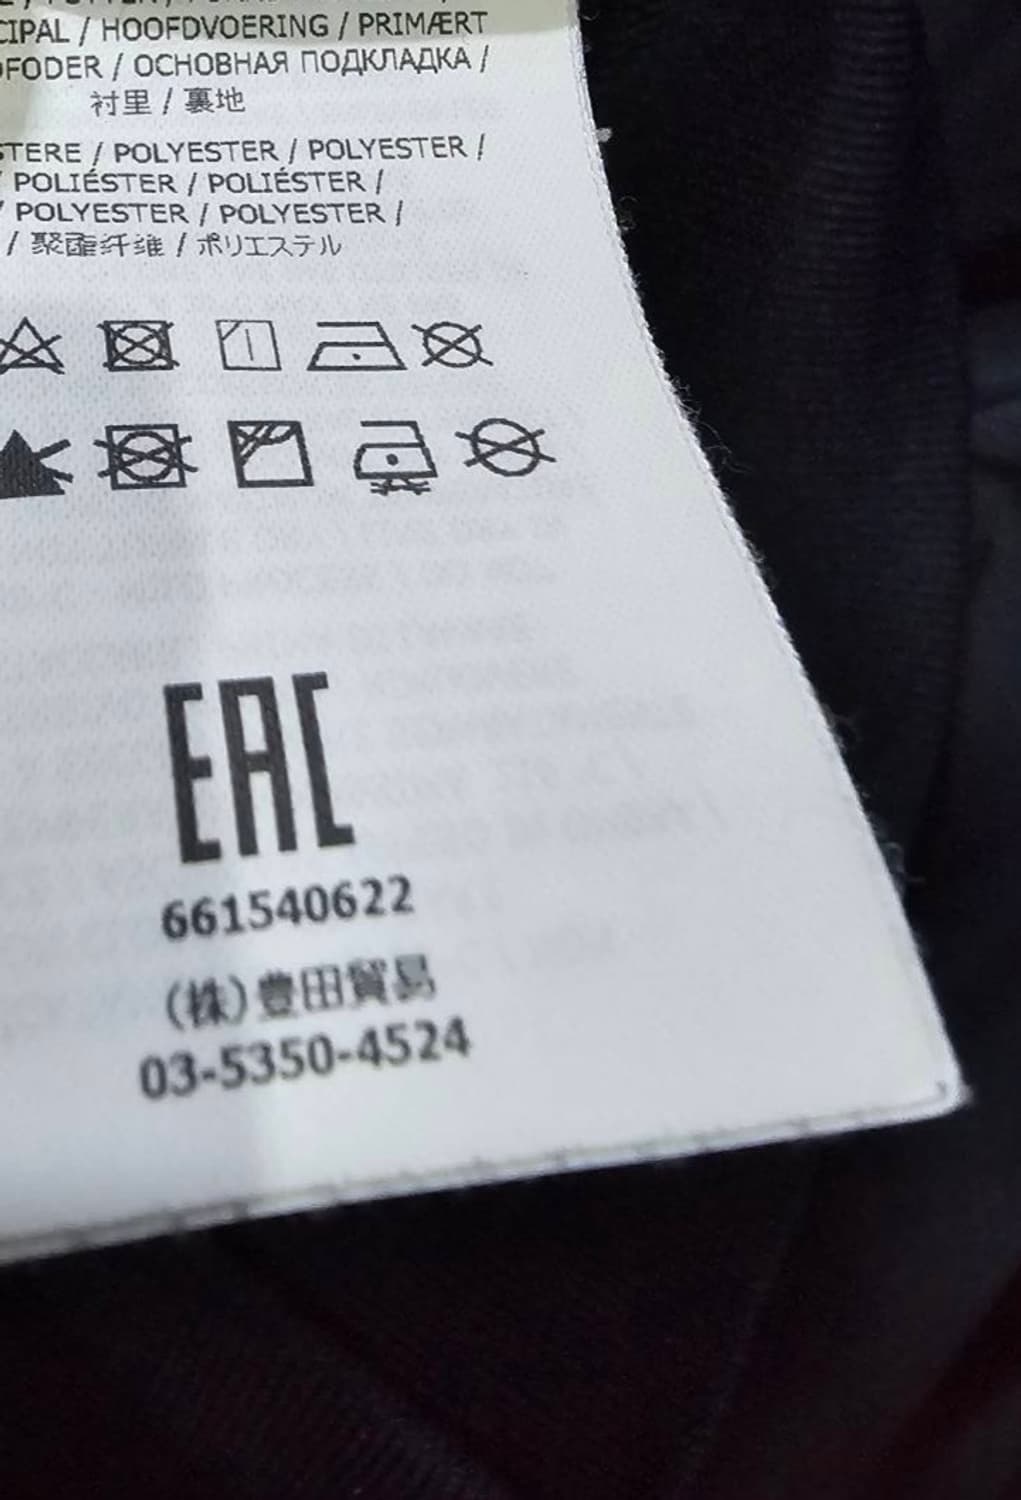 CIPAL / HOOFDVOERING / PRIMÆRT
OFODER / ОСНОВНАЯ ПОДКЛАДКА /
衬里 / 裏地
STERE / POLYESTER / POLYESTER /
/ POLIÉSTER / POLIÉSTER /
/ POLYESTER / POLYESTER /
/ 聚酯纤维 / ポリエステル
EAC
661540622
(株)豊田貿易
03-5350-4524